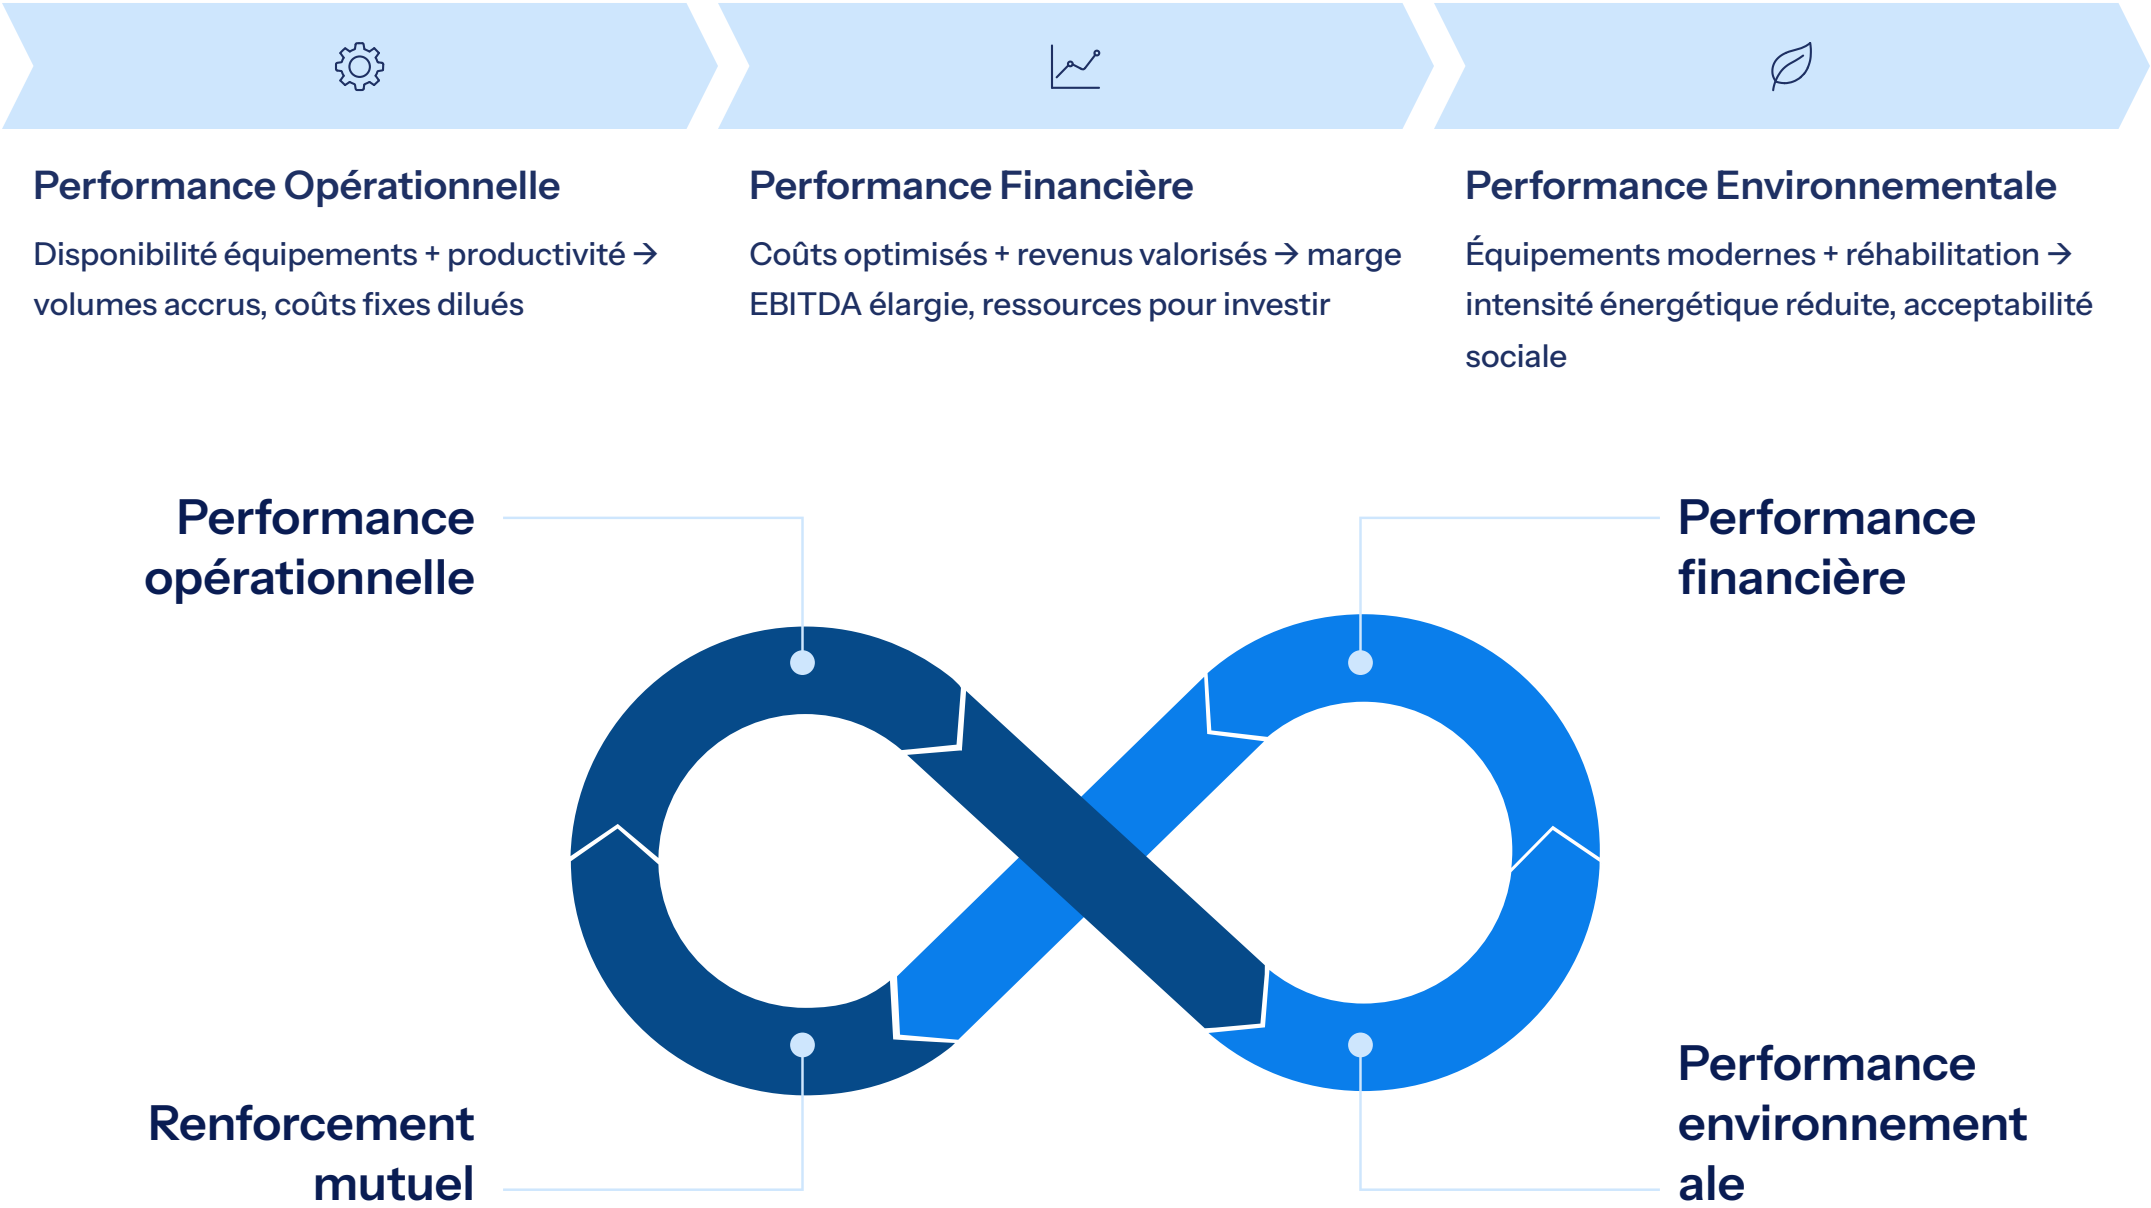 Performance Opérationnelle
Disponibilité équipements + productivité →
volumes accrus, coûts fixes dilués
Performance Financière
Coûts optimisés + revenus valorisés → marge
EBITDA élargie, ressources pour investir
Performance Environnementale
Équipements modernes + réhabilitation →
intensité énergétique réduite, acceptabilité
sociale
Performance
opérationnelle
Performance
financière
Renforcement
mutuel
Performance
environnement
ale